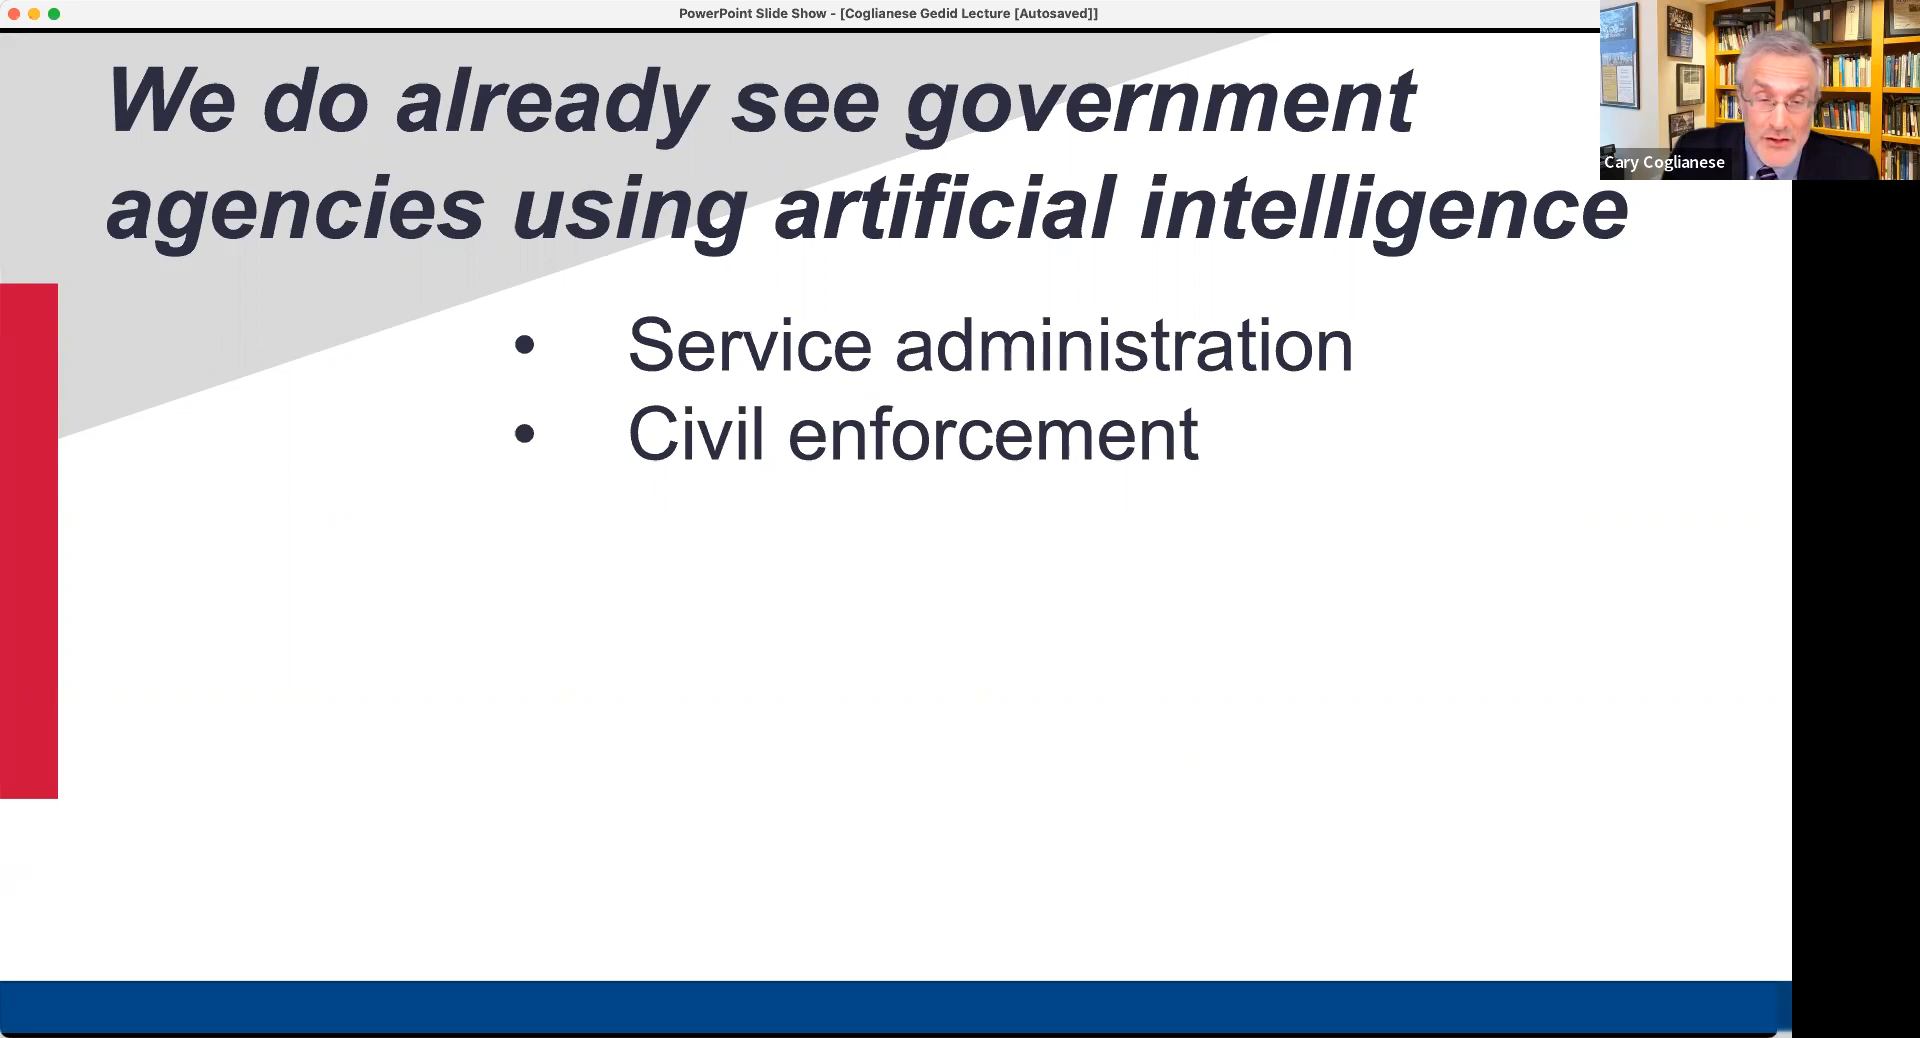 PowerPoint Slide Show - [Coglianese Gedid Lecture [Autosaved]]
We do already see government
agencies using artificial intelligence
• Service administration
• Civil enforcement
Cary Coglianese